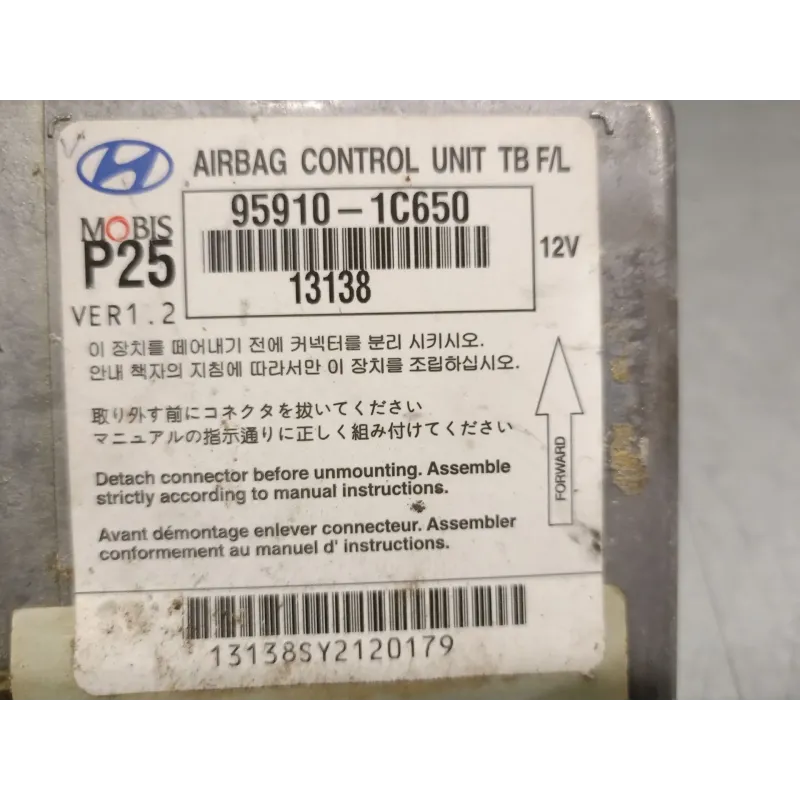 AIRBAG CONTROL UNIT TB F/L
MOBIS
P25
VER1.2
95910-1C650
13138
12V
이 장치를 떼어내기 전에 커넥터를 분리 시키시오.
안내 책자의 지침에 따라서만 이 장치를 조립하십시오.
取り外す前にコネクタを抜いてください
マニュアルの指示通りに正しく組み付けてください
Detach connector before unmounting. Assemble
strictly according to manual instructions.
Avant démontage enlever connecteur. Assembler
conformement au manuel d' instructions.
FORWARD
13138SY2120179